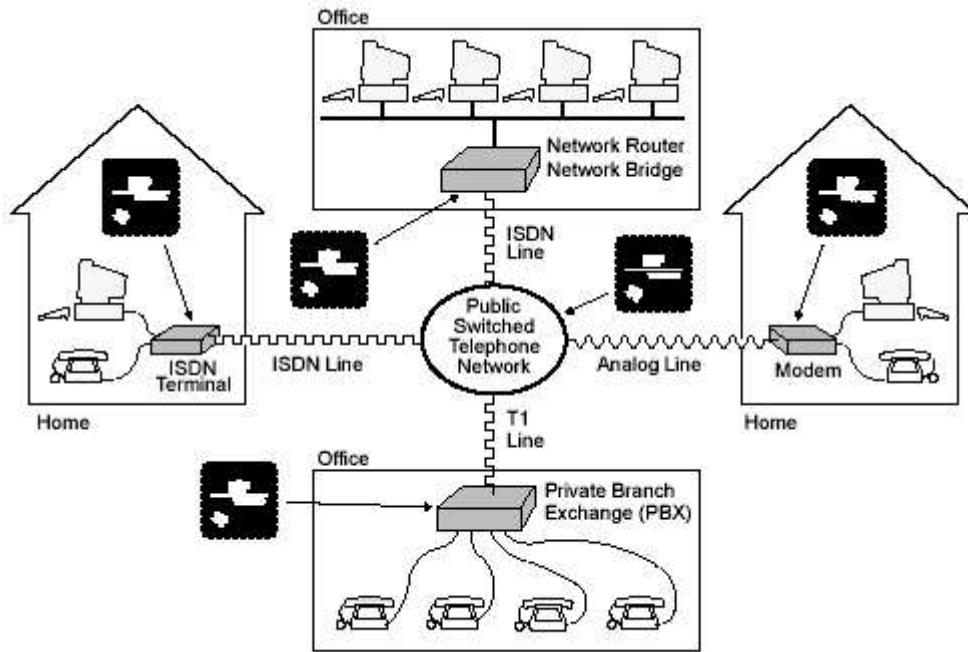 Office
Network Router
Network Bridge
ISDN
Line
Public
Switched
Telephone
Network
ISDN
Terminal
ISDN Line
Analog Line
Modem
Home
Home
T1
Line
Office
Private Branch
Exchange (PBX)